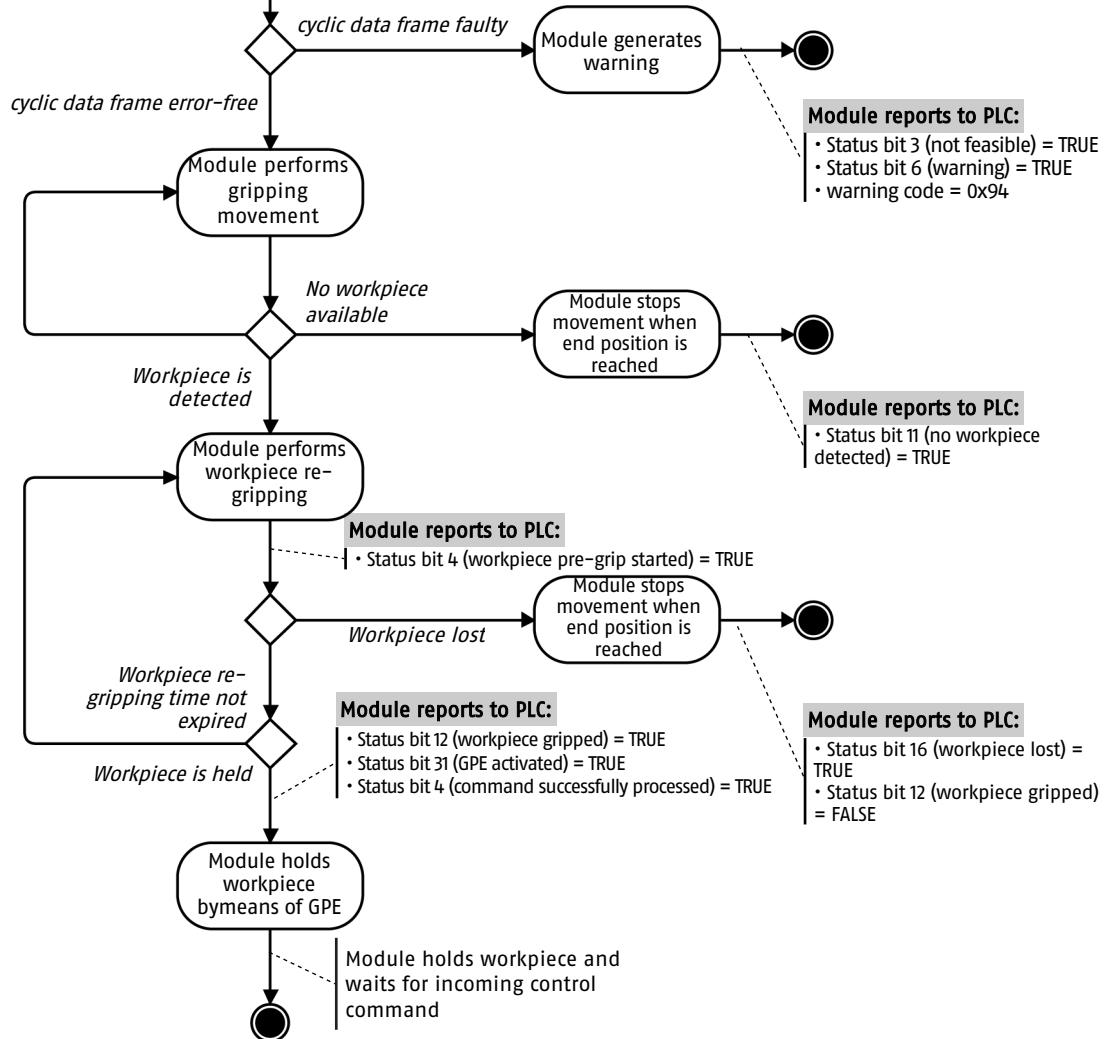 cyclic data frame faulty
Module generates
warning
cyclic data frame error-free
Module reports to PLC:
• Status bit 3 (not feasible) = TRUE
• Status bit 6 (warning) = TRUE
• warning code = 0x94
Module performs
gripping
movement
No workpiece
available
Module stops
movement when
end position is
reached
Workpiece is
detected
Module reports to PLC:
• Status bit 11 (no workpiece
detected) = TRUE
Module performs
workpiece re-
gripping
Module reports to PLC:
• Status bit 4 (workpiece pre-grip started) = TRUE
Module stops
movement when
end position is
reached
Workpiece lost
Workpiece re-
gripping time not
expired
Module reports to PLC:
• Status bit 12 (workpiece gripped) = TRUE
• Status bit 31 (GPE activated) = TRUE
• Status bit 4 (command successfully processed) = TRUE
Module reports to PLC:
• Status bit 16 (workpiece lost) =
TRUE
• Status bit 12 (workpiece gripped)
= FALSE
Workpiece is held
Module holds
workpiece
bymeans of GPE
Module holds workpiece and
waits for incoming control
command